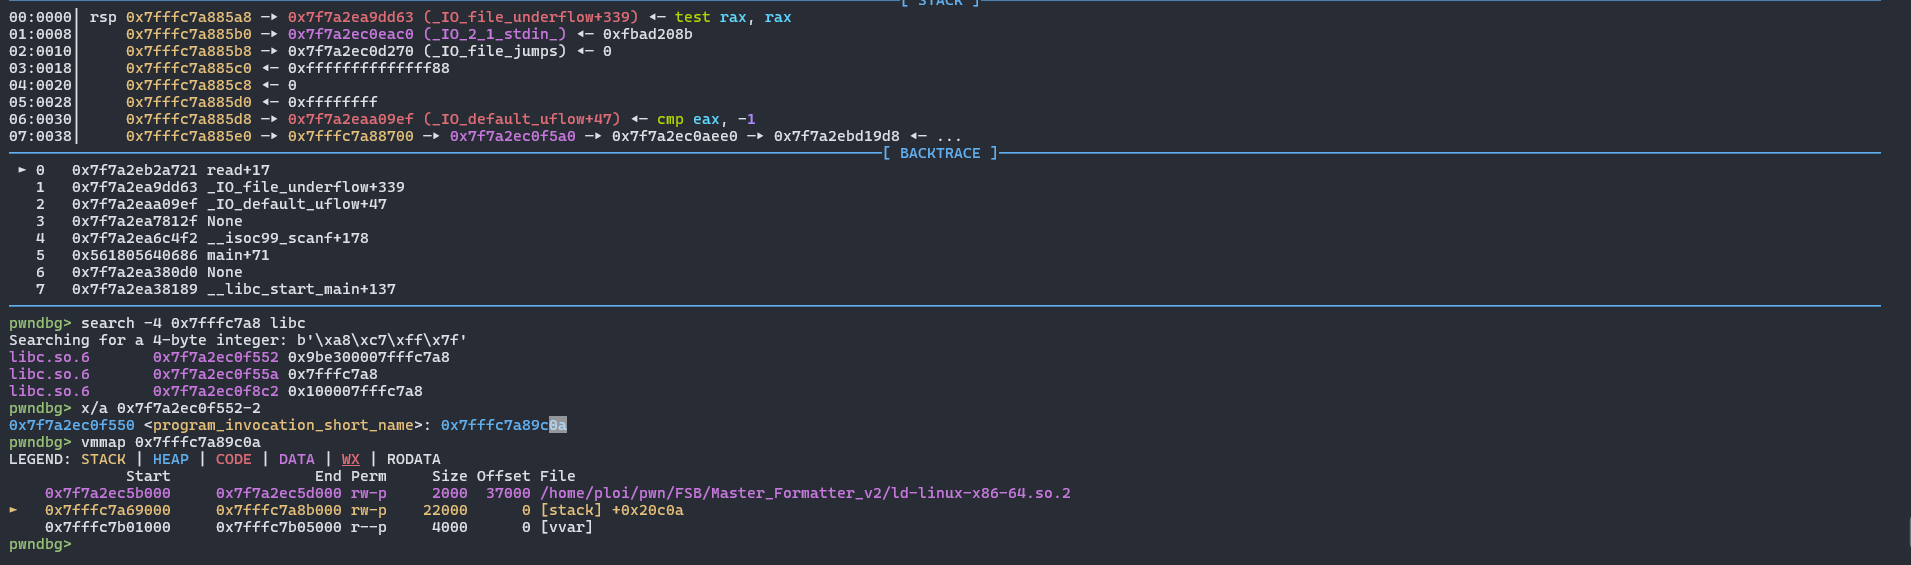 [ STACK ]
00:0000│ rsp 0x7fffc7a885a8 —▸ 0x7f7a2ea9dd63 (_IO_file_underflow+339) ◂— test rax, rax
01:0008│     0x7fffc7a885b0 —▸ 0x7f7a2ec0eac0 (_IO_2_1_stdin_) ◂— 0xfbad208b
02:0010│     0x7fffc7a885b8 —▸ 0x7f7a2ec0d270 (_IO_file_jumps) ◂— 0
03:0018│     0x7fffc7a885c0 ◂— 0xffffffffffffff88
04:0020│     0x7fffc7a885c8 ◂— 0
05:0028│     0x7fffc7a885d0 ◂— 0xffffffff
06:0030│     0x7fffc7a885d8 —▸ 0x7f7a2eaa09ef (_IO_default_uflow+47) ◂— cmp eax, -1
07:0038│     0x7fffc7a885e0 —▸ 0x7fffc7a88700 —▸ 0x7f7a2ec0f5a0 —▸ 0x7f7a2ec0aee0 —▸ 0x7f7a2ebd19d8 ◂— ...
[ BACKTRACE ]
► 0   0x7f7a2eb2a721 read+17
1   0x7f7a2ea9dd63 _IO_file_underflow+339
2   0x7f7a2eaa09ef _IO_default_uflow+47
3   0x7f7a2ea7812f None
4   0x7f7a2ea6c4f2 __isoc99_scanf+178
5   0x561805640686 main+71
6   0x7f7a2ea380d0 None
7   0x7f7a2ea38189 __libc_start_main+137
pwndbg> search -4 0x7fffc7a8 libc
Searching for a 4-byte integer: b'\xa8\xc7\xff\x7f'
libc.so.6       0x7f7a2ec0f552 0x9be300007fffc7a8
libc.so.6       0x7f7a2ec0f55a 0x7fffc7a8
libc.so.6       0x7f7a2ec0f8c2 0x100007fffc7a8
pwndbg> x/a 0x7f7a2ec0f552-2
0x7f7a2ec0f550 <program_invocation_short_name>: 0x7fffc7a89c0a
pwndbg> vmmap 0x7fffc7a89c0a
LEGEND: STACK | HEAP | CODE | DATA | WX | RODATA
Start                End Perm     Size Offset File
0x7f7a2ec5b000     0x7f7a2ec5d000 rw-p     2000  37000 /home/ploi/pwn/FSB/Master_Formatter_v2/ld-linux-x86-64.so.2
► 0x7fffc7a69000     0x7fffc7a8b000 rw-p    22000      0 [stack] +0x20c0a
0x7fffc7b01000     0x7fffc7b05000 r--p     4000      0 [vvar]
pwndbg>